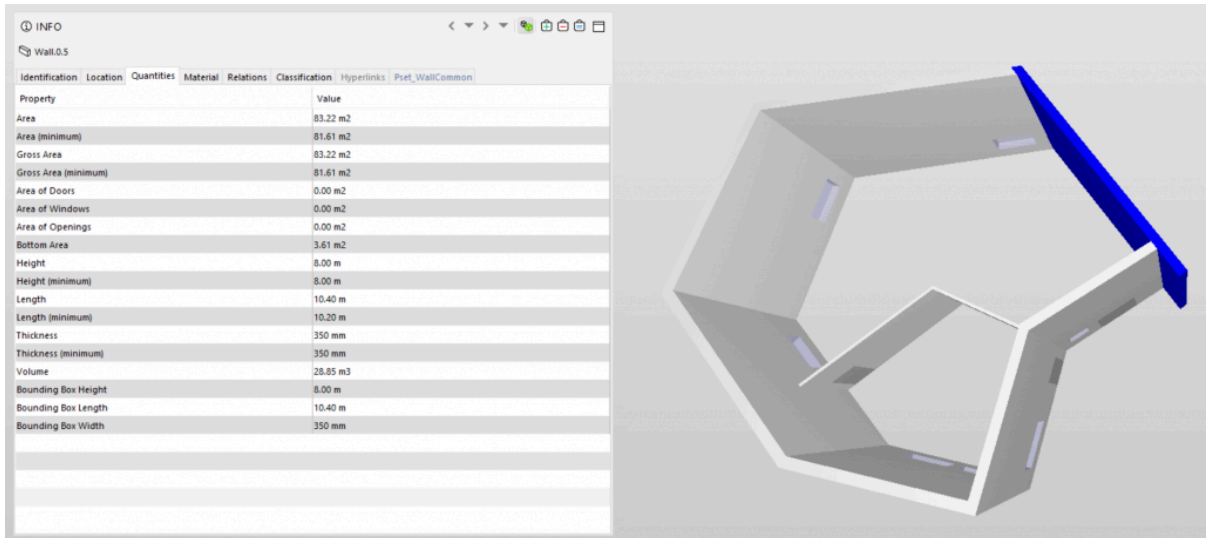 INFO
Wall.0.5
Identification Location Quantities Material Relations Classification Hyperlinks Pset_WallCommon
Property Value
Area 83.22 m2
Area (minimum) 81.61 m2
Gross Area 83.22 m2
Gross Area (minimum) 81.61 m2
Area of Doors 0.00 m2
Area of Windows 0.00 m2
Area of Openings 0.00 m2
Bottom Area 3.61 m2
Height 8.00 m
Height (minimum) 8.00 m
Length 10.40 m
Length (minimum) 10.20 m
Thickness 350 mm
Thickness (minimum) 350 mm
Volume 28.85 m3
Bounding Box Height 8.00 m
Bounding Box Length 10.40 m
Bounding Box Width 350 mm